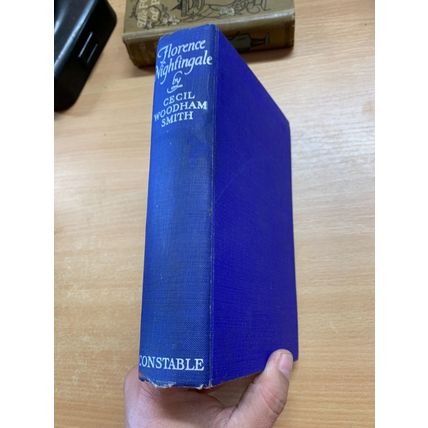 Florence
Nightingale
by
CECIL
WOODHAM
SMITH
CONSTABLE